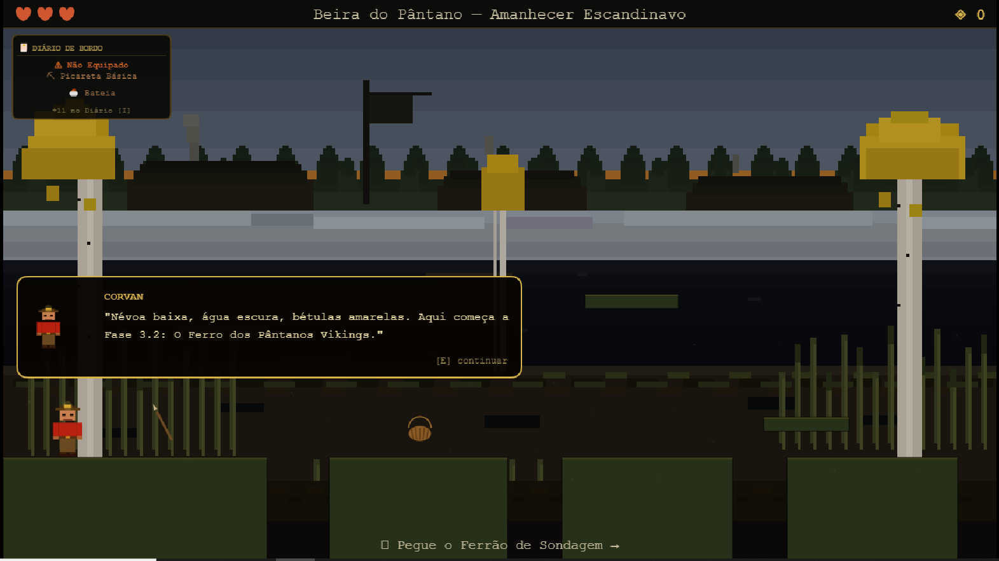 Beira do Pântano — Amanhecer Escandinavo
0
DIÁRIO DE BORDO
Não Equipado
Picareta Básica
Bateia
+11 no Diário [I]
CORVAN
"Névoa baixa, água escura, bétulas amarelas. Aqui começa a
Fase 3.2: O Ferro dos Pântanos Vikings."
[E] continuar
Pegue o Ferrão de Sondagem →